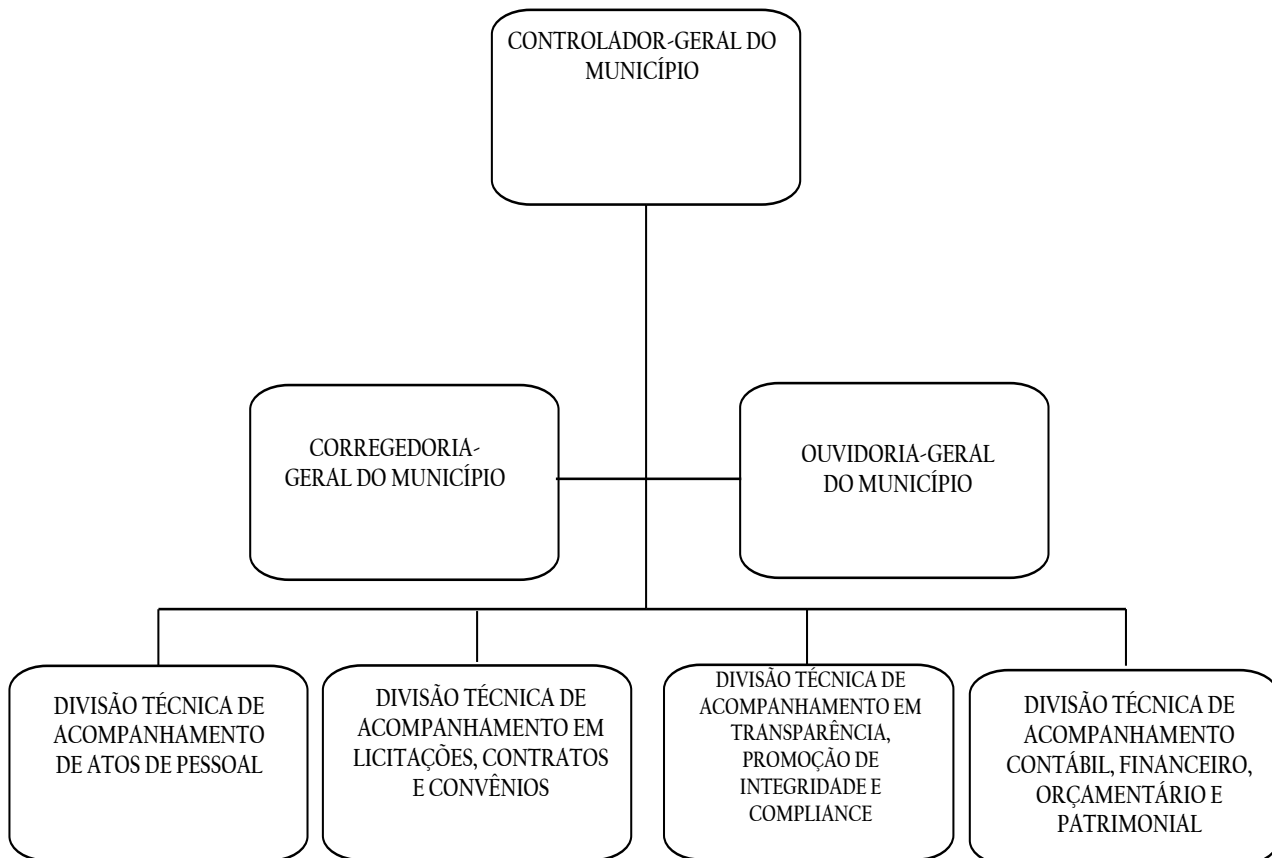 CONTROLADOR-GERAL DO
MUNICÍPIO
CORREGEDORIA-
GERAL DO MUNICÍPIO
OUVIDORIA-GERAL
DO MUNICÍPIO
DIVISÃO TÉCNICA DE
ACOMPANHAMENTO
DE ATOS DE PESSOAL
DIVISÃO TÉCNICA DE
ACOMPANHAMENTO EM
LICITAÇÕES, CONTRATOS
E CONVÊNIOS
DIVISÃO TÉCNICA DE
ACOMPANHAMENTO EM
TRANSPARÊNCIA,
PROMOÇÃO DE
INTEGRIDADE E
COMPLIANCE
DIVISÃO TÉCNICA DE
ACOMPANHAMENTO
CONTÁBIL, FINANCEIRO,
ORÇAMENTÁRIO E
PATRIMONIAL